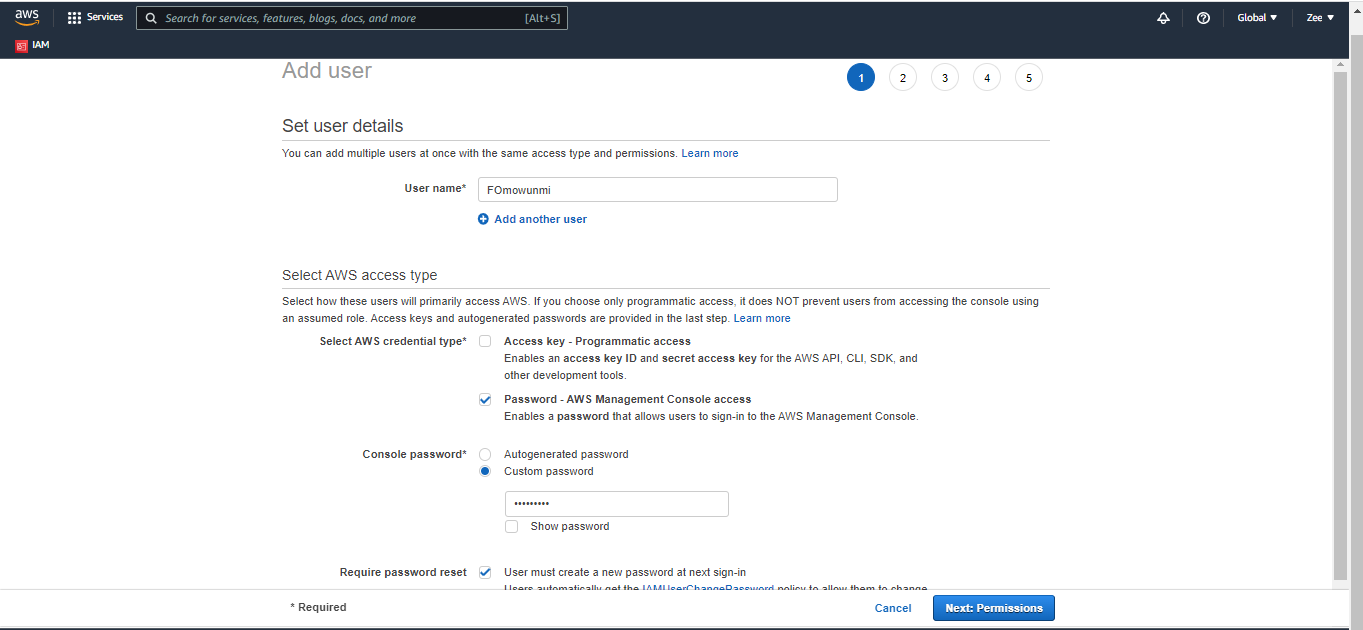 aws
Services
Search for services, features, blogs, docs, and more
[Alt+S]
Global
Zee
IAM
Add user
1
2
3
4
5
Set user details
You can add multiple users at once with the same access type and permissions. Learn more
User name*
FOmowunmi
Add another user
Select AWS access type
Select how these users will primarily access AWS. If you choose only programmatic access, it does NOT prevent users from accessing the console using
an assumed role. Access keys and autogenerated passwords are provided in the last step. Learn more
Select AWS credential type*
Access key - Programmatic access
Enables an access key ID and secret access key for the AWS API, CLI, SDK, and
other development tools.
Password - AWS Management Console access
Enables a password that allows users to sign-in to the AWS Management Console.
Console password*
Autogenerated password
Custom password
•••••••••
Show password
Require password reset
User must create a new password at next sign-in
Users automatically get the IAMUserChangePassword policy to allow them to change
* Required
Cancel
Next: Permissions